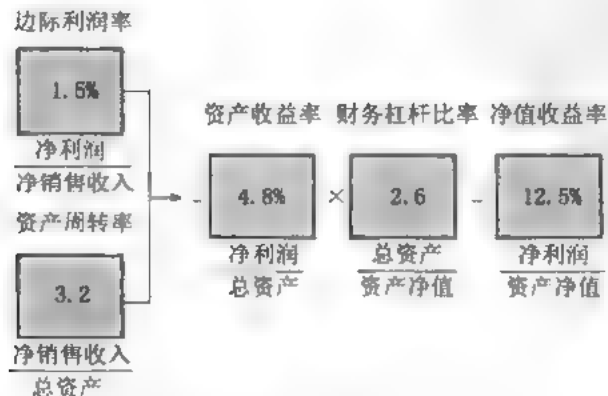 边际利润率
1.5%
净利润
净销售收入
资产周转率
3.2
净销售收入
总资产
资产收益率 财务杠杆比率 净值收益率
- 4.8% × 2.6 - 12.5%
净利润 总资产 净利润
总资产 资产净值 资产净值